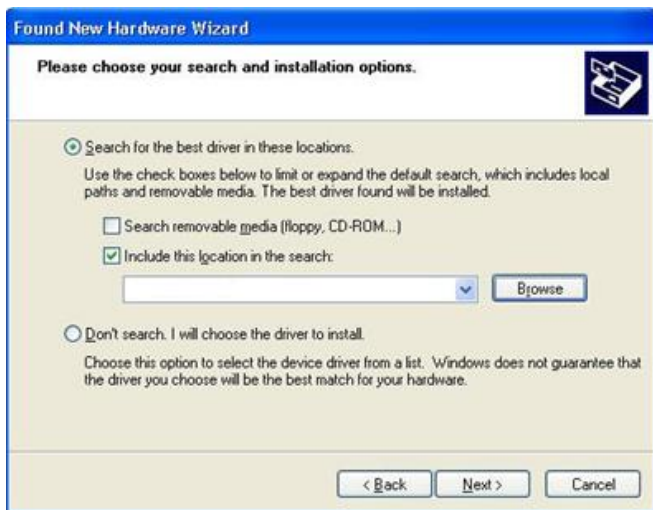 Found New Hardware Wizard
Please choose your search and installation options.
Search for the best driver in these locations.
Use the check boxes below to limit or expand the default search, which includes local
paths and removable media. The best driver found will be installed.
Search removable media (floppy, CD-ROM...)
Include this location in the search:
Browse
Don't search. I will choose the driver to install.
Choose this option to select the device driver from a list. Windows does not guarantee that
the driver you choose will be the best match for your hardware.
< Back
Next >
Cancel